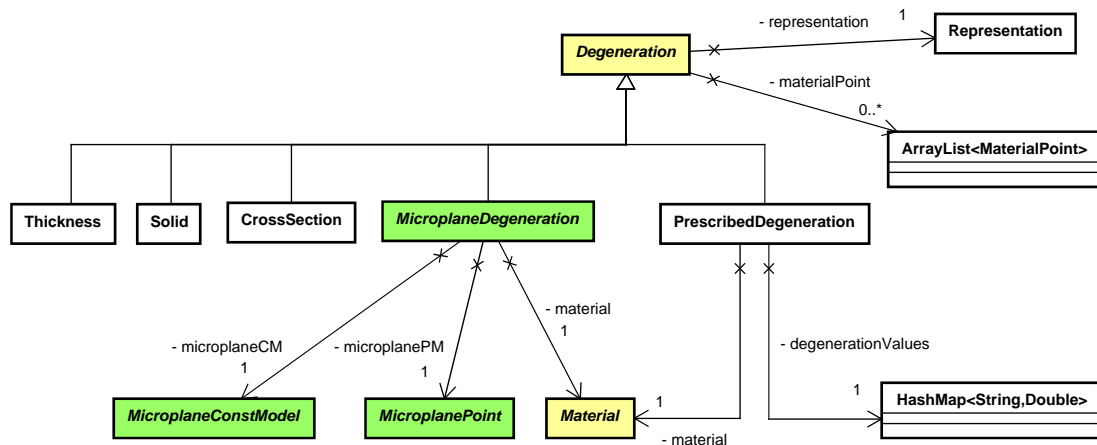 - representation
1
Representation
Degeneration
- materialPoint
0..*
ArrayList<MaterialPoint>
Thickness
Solid
CrossSection
MicroplaneDegeneration
PrescribedDegeneration
- material
1
- microplaneCM
1
- microplanePM
1
- degenerationValues
1
MicroplaneConstModel
MicroplanePoint
Material
1
- material
HashMap<String,Double>